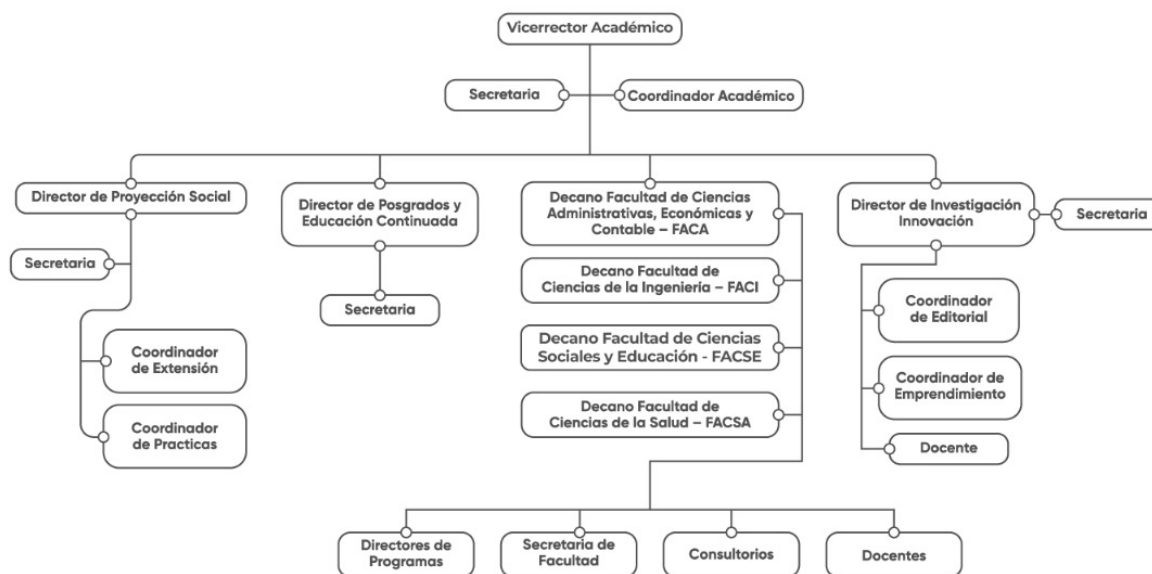 Vicerrector Académico
Secretaria
Coordinador Académico
Director de Proyección Social
Secretaria
Coordinador
de Extensión
Coordinador
de Practicas
Director de Posgrados y
Educación Continuada
Secretaria
Decano Facultad de Ciencias
Administrativas, Económicas y
Contable – FACA
Decano Facultad de
Ciencias de la Ingeniería – FACI
Decano Facultad de Ciencias
Sociales y Educación - FACSE
Decano Facultad de
Ciencias de la Salud – FACSA
Director de Investigación
Innovación
Secretaria
Coordinador
de Editorial
Coordinador de
Emprendimiento
Docente
Directores de
Programas
Secretaria de
Facultad
Consultorios
Docentes